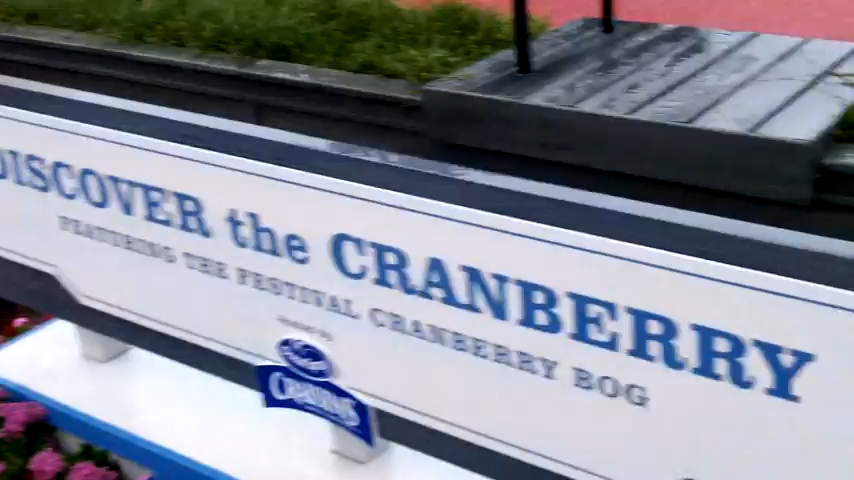 DISCOVER the CRANBERRY
FEATURING THE FESTIVAL CRANBERRY BOG